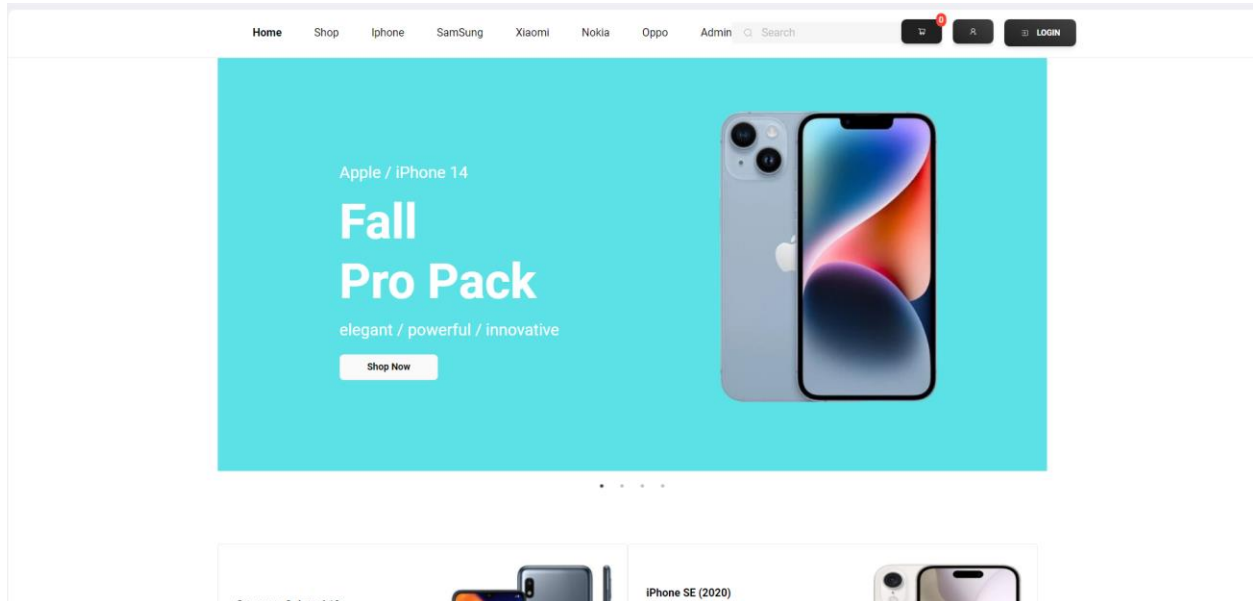 Home Shop Iphone SamSung Xiaomi Nokia Oppo Admin Search 0 LOGIN
Apple / iPhone 14
Fall
Pro Pack
elegant / powerful / innovative
Shop Now
iPhone SE (2020)